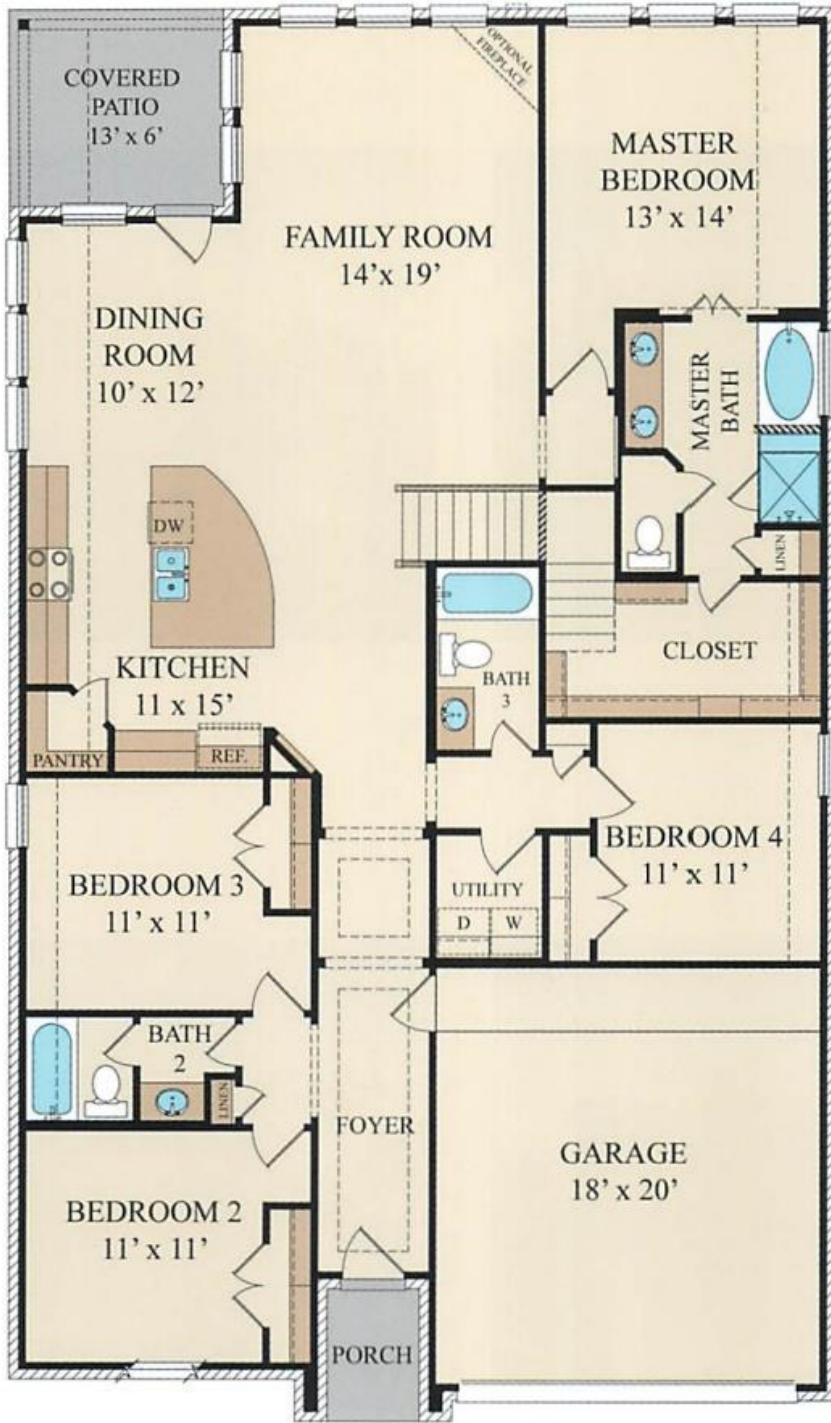 COVERED
PATIO
13' x 6'
OPTIONAL
FIREPLACE
MASTER
BEDROOM
13' x 14'
FAMILY ROOM
14'x 19'
DINING
ROOM
10' x 12'
MASTER
BATH
DW
LINEN
KITCHEN
11 x 15'
BATH
3
CLOSET
PANTRY
REF.
BEDROOM 3
11' x 11'
UTILITY
D
W
BEDROOM 4
11' x 11'
BATH
2
LINEN
FOYER
GARAGE
18' x 20'
BEDROOM 2
11' x 11'
PORCH